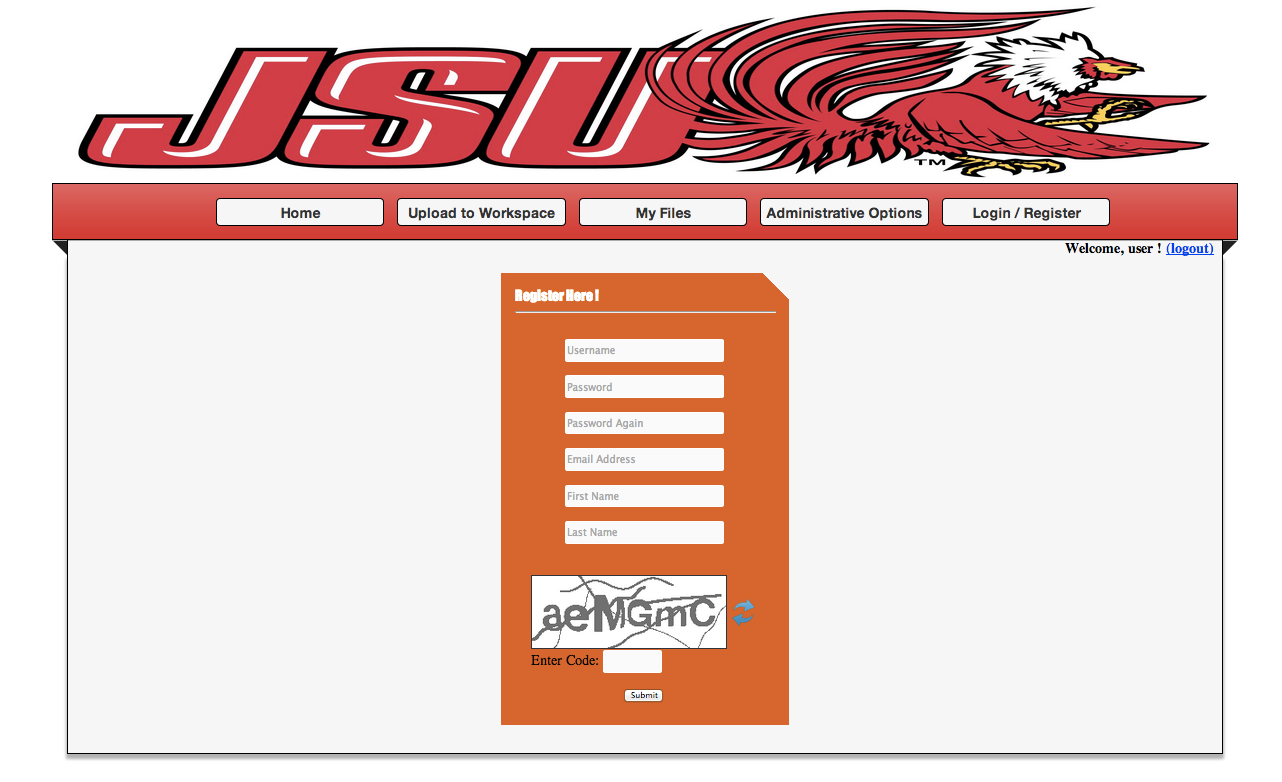 JSU
TM
Home
Upload to Workspace
My Files
Administrative Options
Login / Register
Welcome, user ! (logout)
Register Here !
Username
Password
Password Again
Email Address
First Name
Last Name
aeMGmC
Enter Code:
Submit